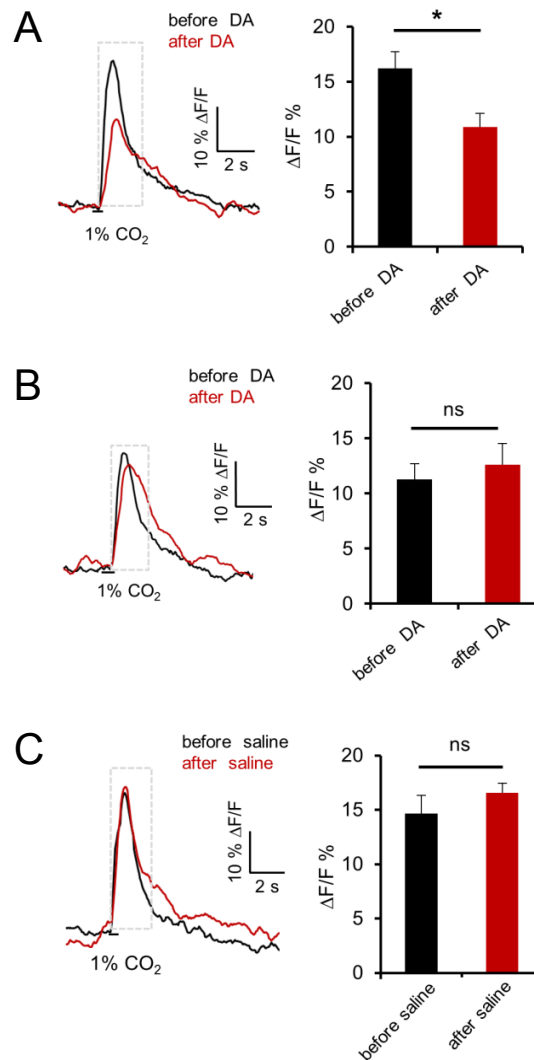 A
before DA
after DA
10 % ΔF/F
2 s
1% CO₂
ΔF/F %
20
15
10
5
0
*
before DA
after DA
B
before DA
after DA
10 % ΔF/F
2 s
1% CO₂
ΔF/F %
20
15
10
5
0
ns
before DA
after DA
C
before saline
after saline
10 % ΔF/F
2 s
1% CO₂
ΔF/F %
20
15
10
5
0
ns
before saline
after saline